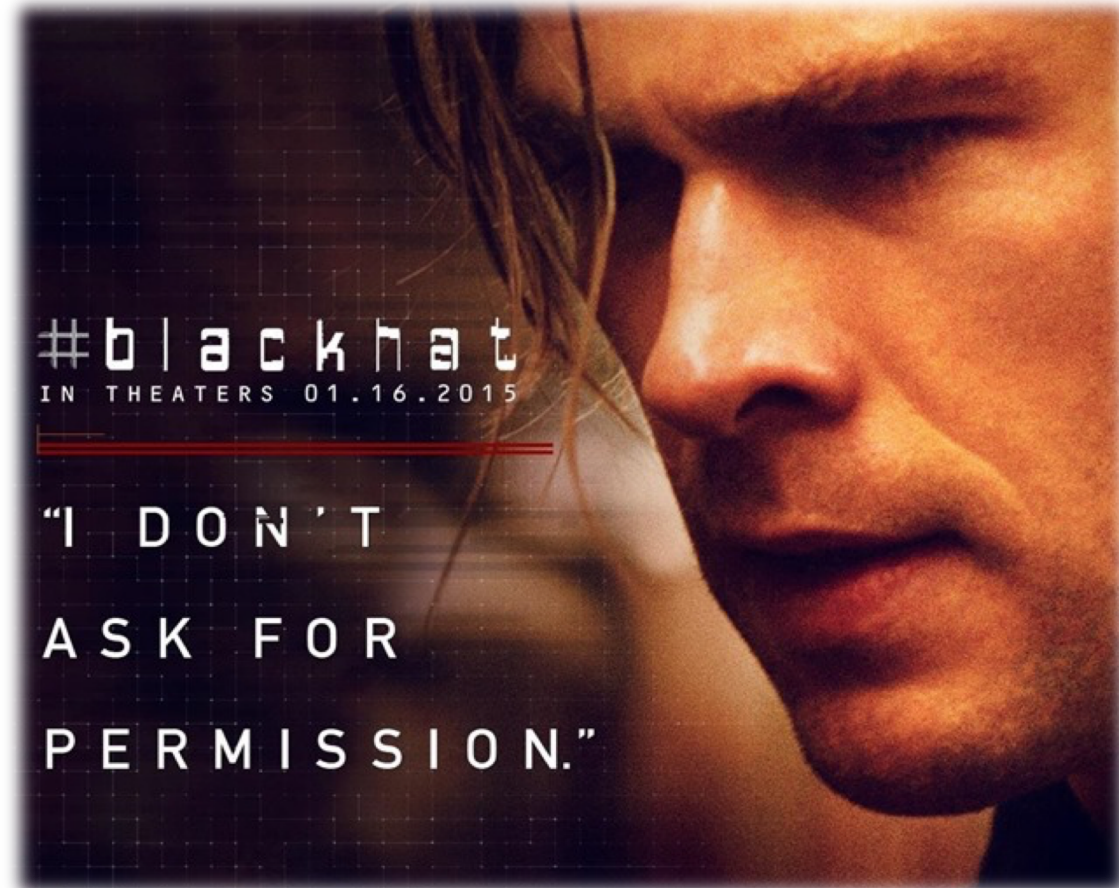 #blackhat
IN THEATERS 01.16.2015
“I DON'T
ASK FOR
PERMISSION.”